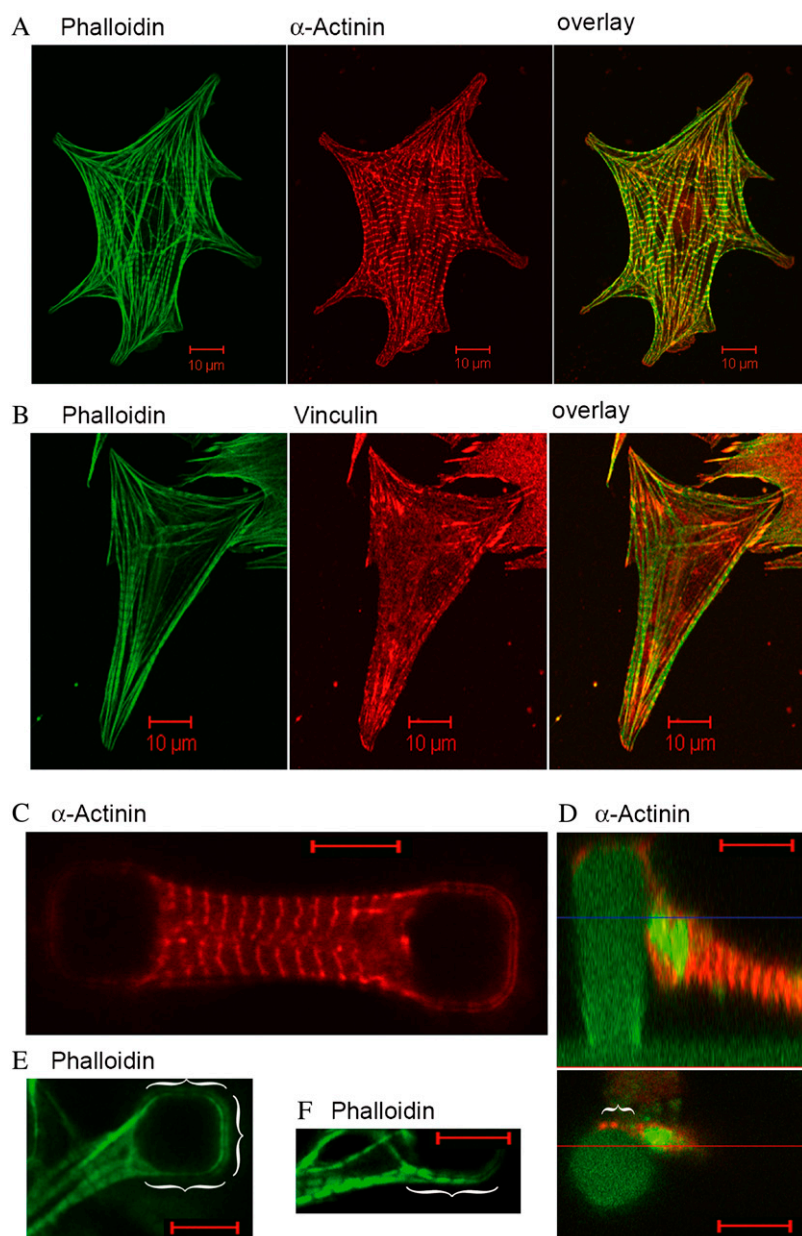 A Phalloidin α-Actinin overlay
10 µm 10 µm 10 µm
B Phalloidin Vinculin overlay
10 µm 10 µm 10 µm
C α-Actinin D α-Actinin
E Phalloidin
F Phalloidin